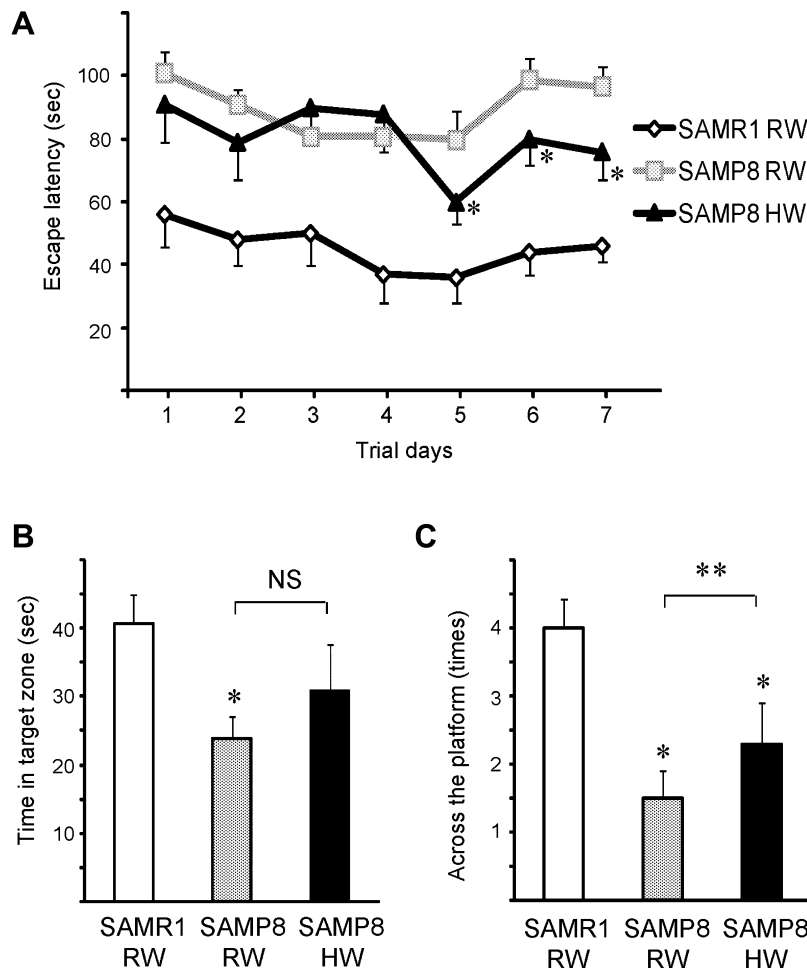 A
Escape latency (sec)
100
80
60
40
20
1 2 3 4 5 6 7
Trial days
SAMR1 RW
SAMP8 RW
SAMP8 HW
*
*
*
B
Time in target zone (sec)
40
30
20
10
NS
*
SAMR1 RW
SAMP8 RW
SAMP8 HW
C
Across the platform (times)
4
3
2
1
**
*
*
SAMR1 RW
SAMP8 RW
SAMP8 HW